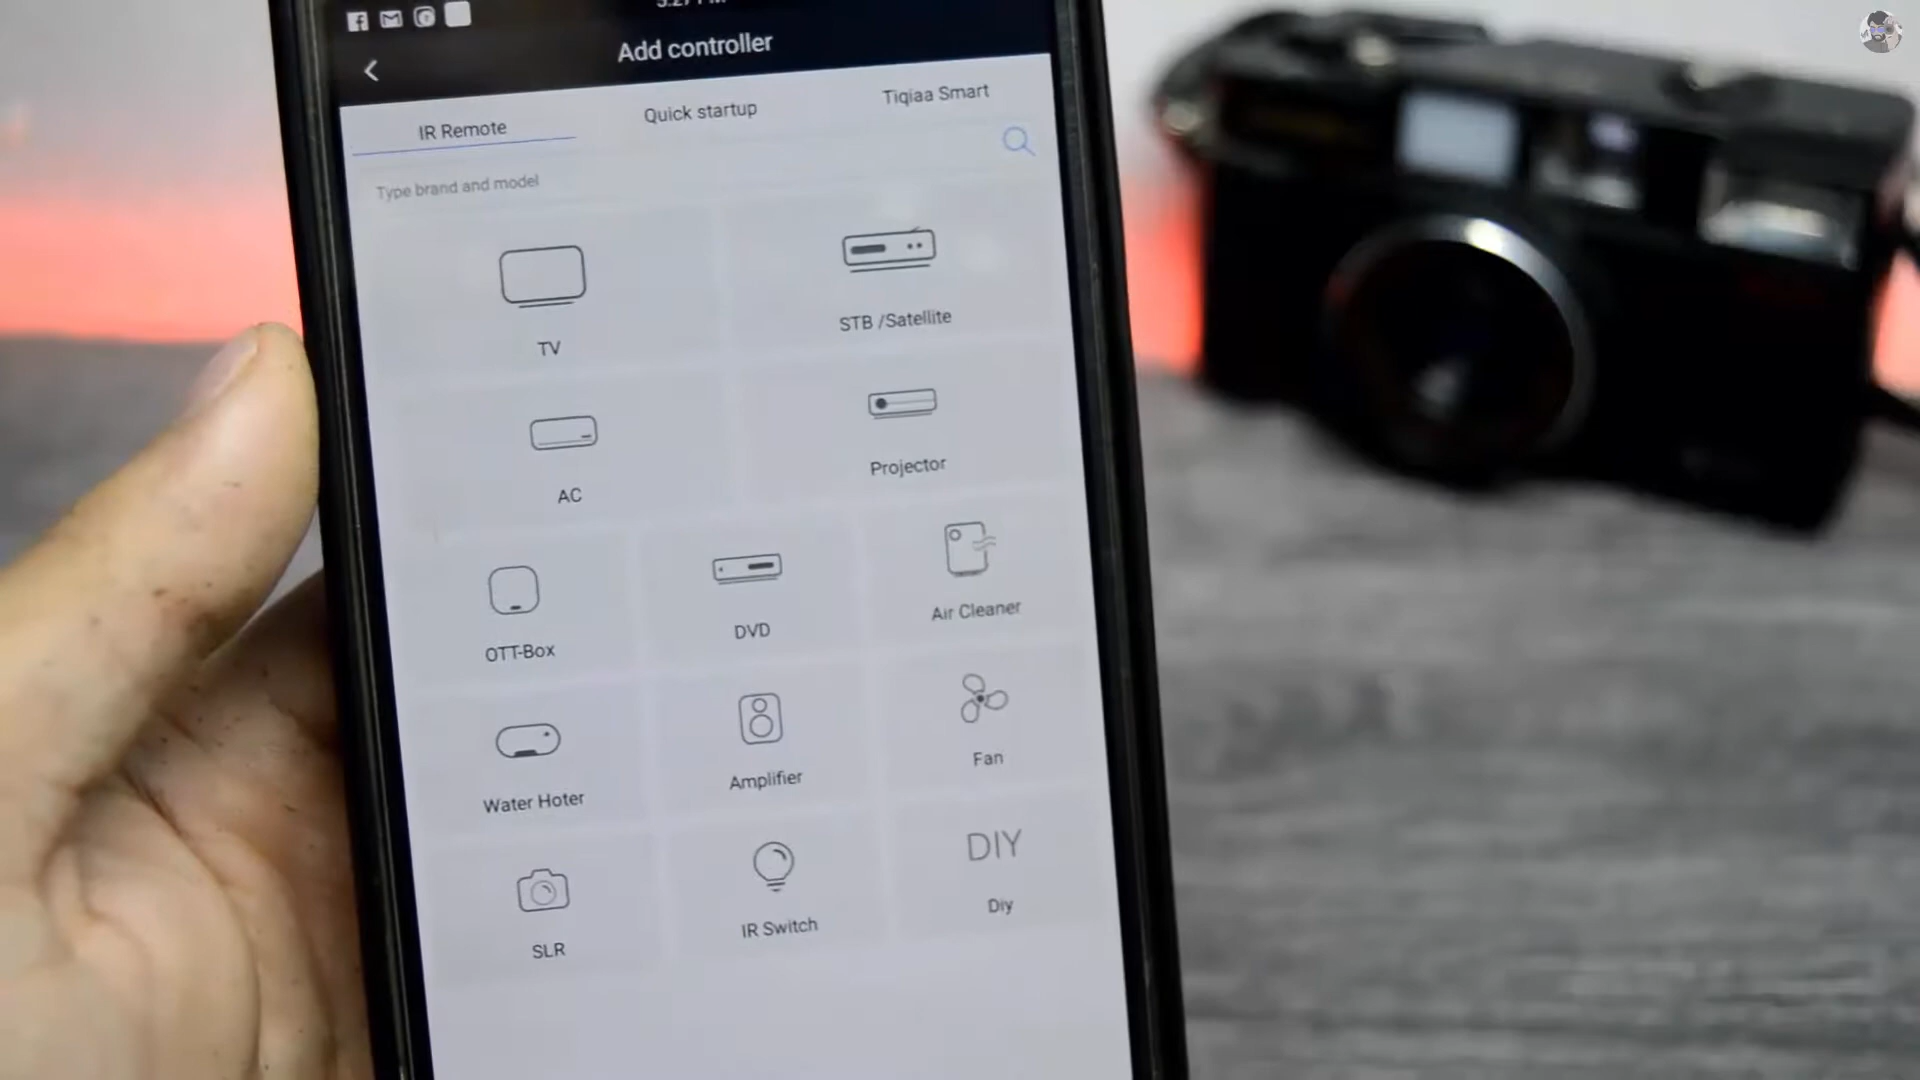 Add controller
IR Remote
Quick startup
Tiqiaa Smart
Type brand and model
TV
STB /Satellite
AC
Projector
OTT-Box
DVD
Air Cleaner
Water Hoter
Amplifier
Fan
DIY
SLR
IR Switch
Diy